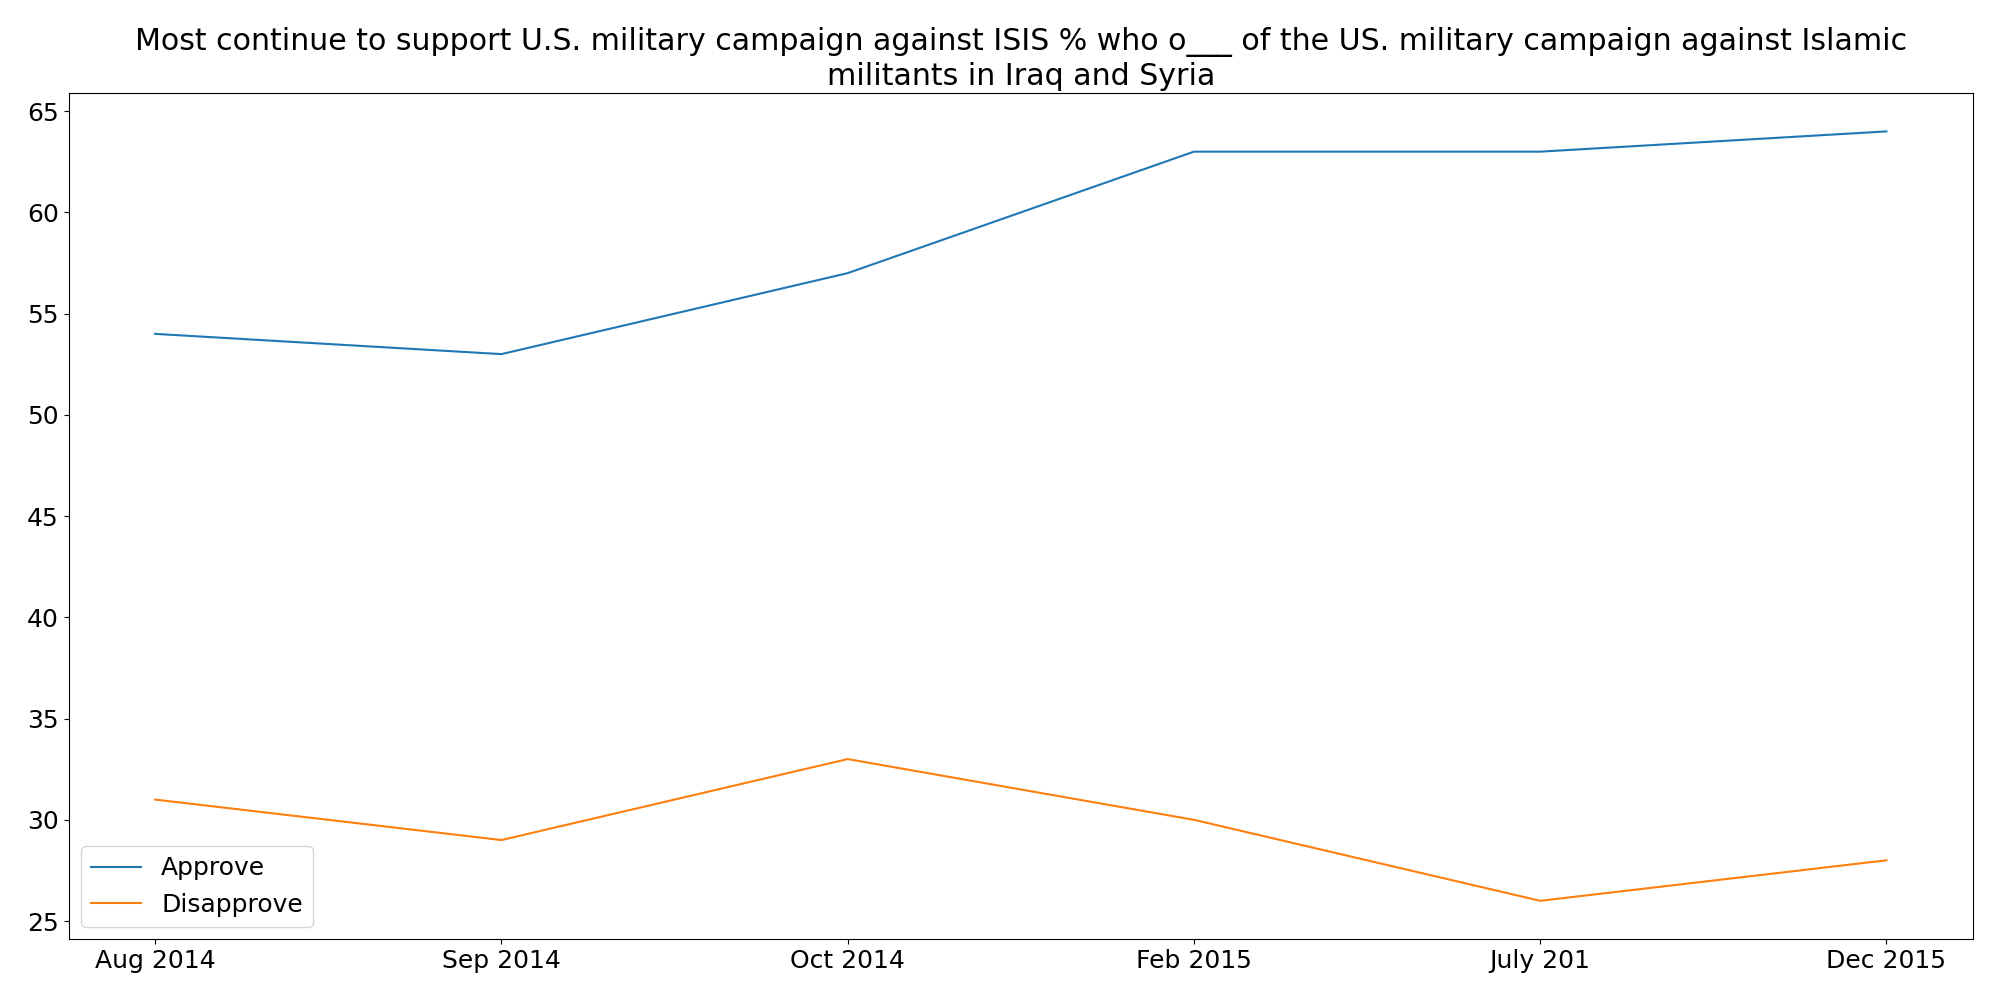 Most continue to support U.S. military campaign against ISIS % who o___ of the US. military campaign against Islamic
militants in Iraq and Syria
65
60
55
50
45
40
35
30
25
Approve
Disapprove
Aug 2014
Sep 2014
Oct 2014
Feb 2015
July 201
Dec 2015